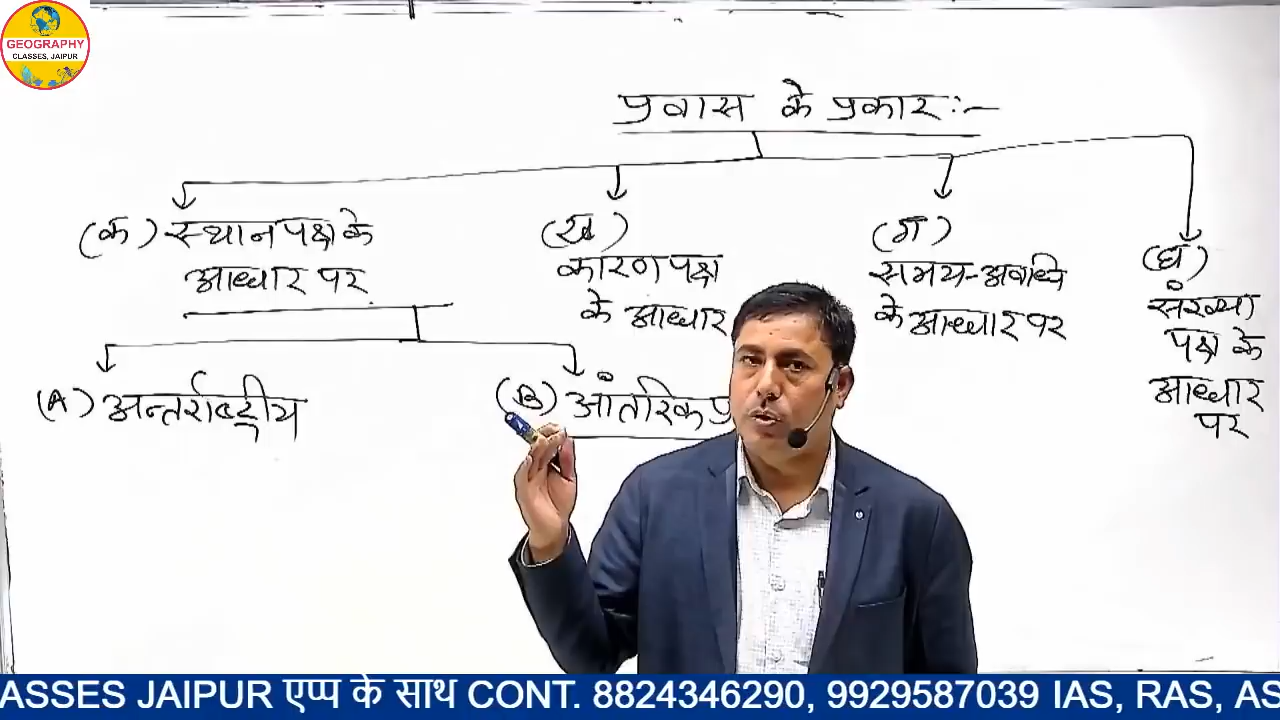 GEOGRAPHY
CLASSES, JAIPUR
प्रवास के प्रकार :-
(क) स्थान पक्ष के
आधार पर
(ख)
कारण पक्ष
के आधार
(ग)
समय-अवधि
के आधार पर
(घ)
संख्या
पक्ष के
आधार
पर
(A) अन्तर्राष्ट्रीय
(B) आंतरिक प्र
ASSES JAIPUR एप्प के साथ CONT. 8824346290, 9929587039 IAS, RAS, AS